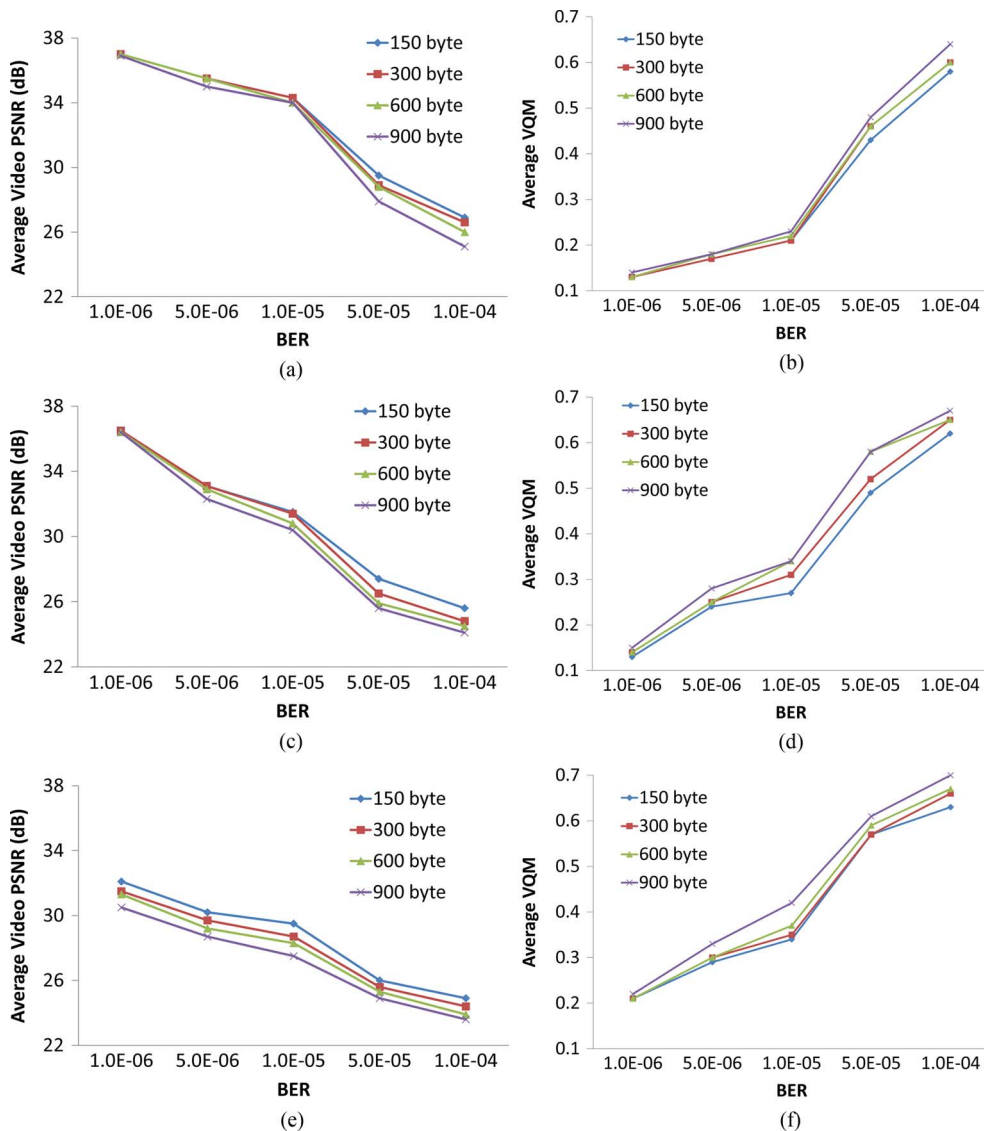 Average Video PSNR (dB)
38
34
30
26
22
150 byte
300 byte
600 byte
900 byte
1.0E-06 5.0E-06 1.0E-05 5.0E-05 1.0E-04
BER
(a)
Average VQM
0.7
0.6
0.5
0.4
0.3
0.2
0.1
150 byte
300 byte
600 byte
900 byte
1.0E-06 5.0E-06 1.0E-05 5.0E-05 1.0E-04
BER
(b)
Average Video PSNR (dB)
38
34
30
26
22
150 byte
300 byte
600 byte
900 byte
1.0E-06 5.0E-06 1.0E-05 5.0E-05 1.0E-04
BER
(c)
Average VQM
0.7
0.6
0.5
0.4
0.3
0.2
0.1
150 byte
300 byte
600 byte
900 byte
1.0E-06 5.0E-06 1.0E-05 5.0E-05 1.0E-04
BER
(d)
Average Video PSNR (dB)
38
34
30
26
22
150 byte
300 byte
600 byte
900 byte
1.0E-06 5.0E-06 1.0E-05 5.0E-05 1.0E-04
BER
(e)
Average VQM
0.7
0.6
0.5
0.4
0.3
0.2
0.1
150 byte
300 byte
600 byte
900 byte
1.0E-06 5.0E-06 1.0E-05 5.0E-05 1.0E-04
BER
(f)